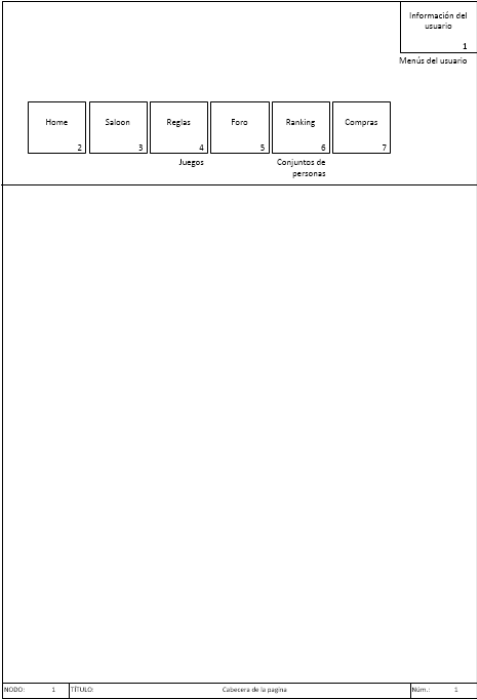 Información del
usuario
1
Menús del usuario
Home
2
Saloon
3
Reglas
4
Foro
5
Ranking
6
Compras
7
Juegos
Conjuntos de
personas
NODO: 1 TÍTULO: Cabecera de la pagina Núm.: 1